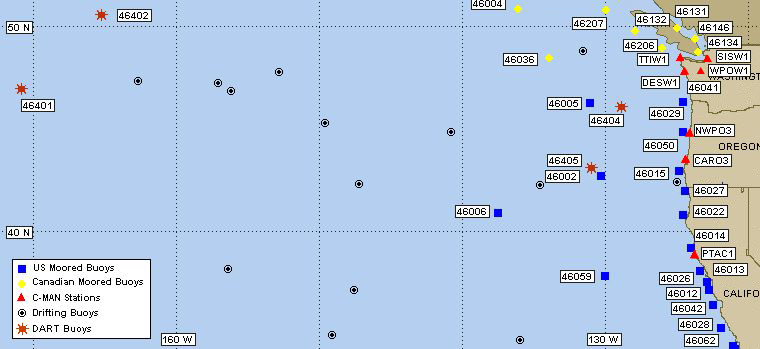 46004
46131
50 N
46402
46207
46132
46146
46134
46206
46036
TTIW1
SISW1
WPOW1
DESW1
46041
46401
46005
46029
46404
NWPO3
46050
OREGON
46405
CARO3
46002
46015
46027
46006
46022
40 N
46014
PTAC1
46059
46026
46013
46012
CALIFO
46042
46028
46062
US Moored Buoys
Canadian Moored Buoys
C-MAN Stations
Drifting Buoys
DART Buoys
160 W
130 W